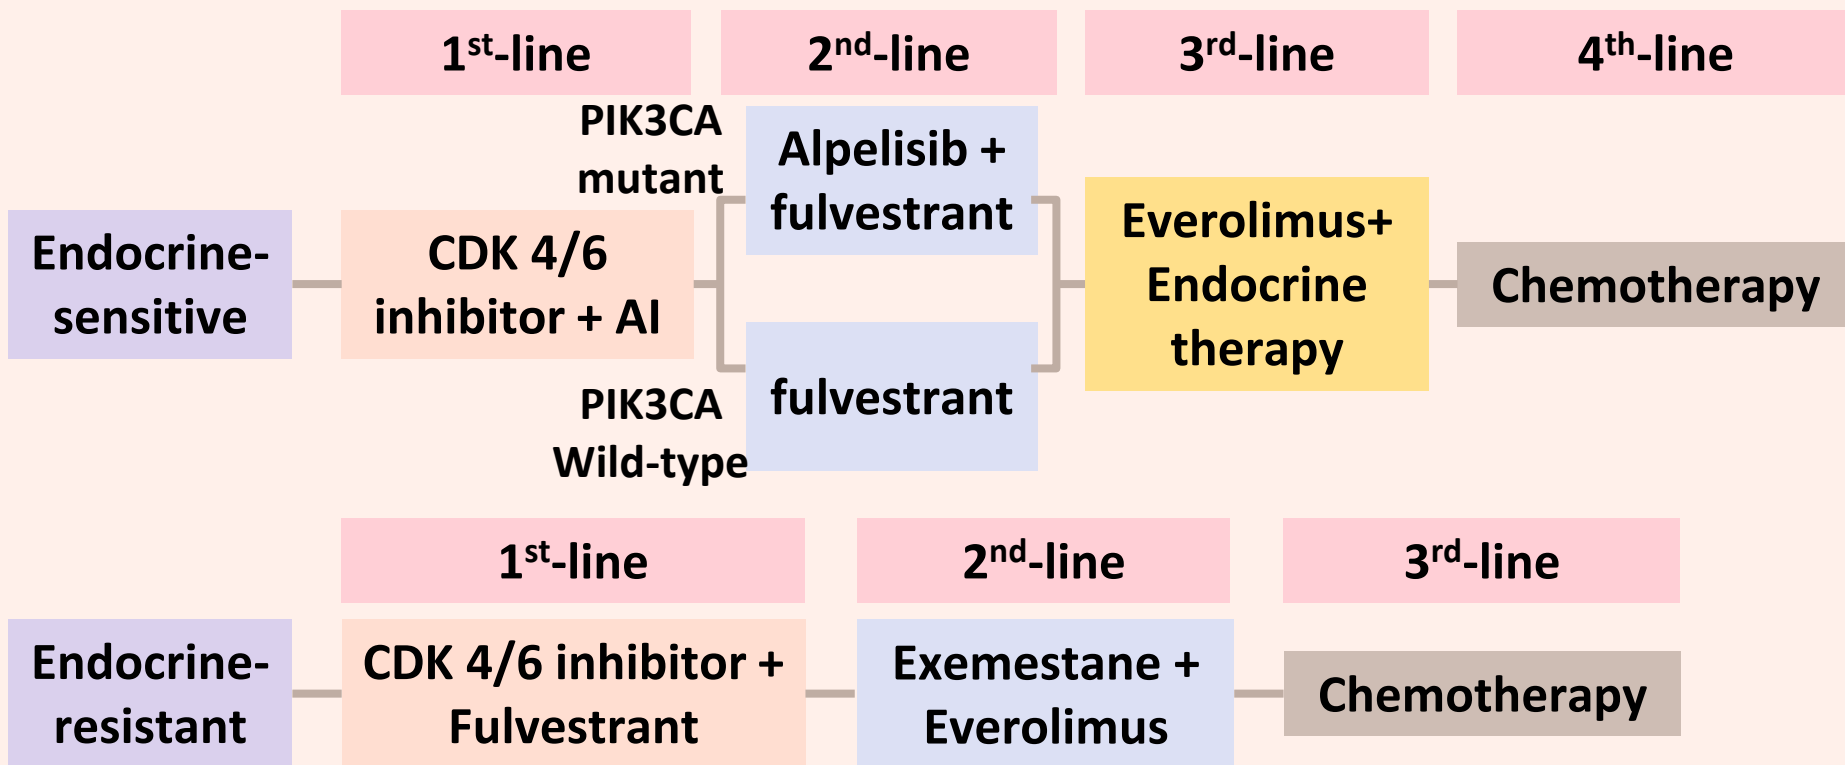 1st-line
2nd-line
3rd-line
4th-line
Endocrine-
sensitive
CDK 4/6
inhibitor + AI
PIK3CA
mutant
Alpelisib +
fulvestrant
PIK3CA
Wild-type
fulvestrant
Everolimus+
Endocrine
therapy
Chemotherapy
1st-line
2nd-line
3rd-line
Endocrine-
resistant
CDK 4/6 inhibitor +
Fulvestrant
Exemestane +
Everolimus
Chemotherapy